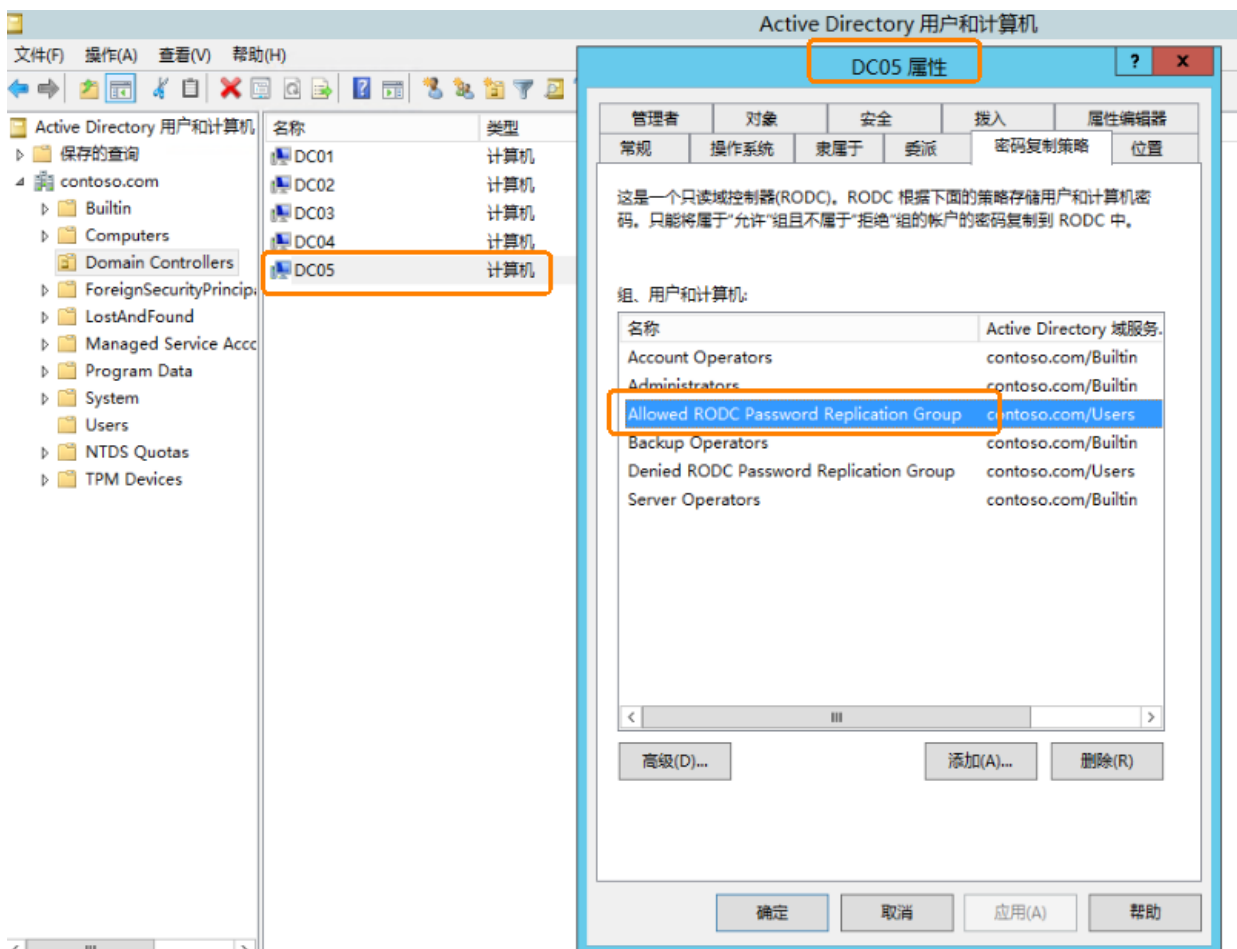 Active Directory 用户和计算机
文件(F) 操作(A) 查看(V) 帮助(H)
Active Directory 用户和计算机
保存的查询
contoso.com
Builtin
Computers
Domain Controllers
ForeignSecurityPrincip
LostAndFound
Managed Service Accc
Program Data
System
Users
NTDS Quotas
TPM Devices
名称 类型
DC01 计算机
DC02 计算机
DC03 计算机
DC04 计算机
DC05 计算机
DC05 属性
? x
管理者 对象 安全 拨入 属性编辑器
常规 操作系统 隶属于 委派 密码复制策略 位置
这是一个只读域控制器(RODC)。RODC 根据下面的策略存储用户和计算机密
码。只能将属于“允许”组且不属于“拒绝”组的帐户的密码复制到 RODC 中。
组、用户和计算机:
名称 Active Directory 域服务.
Account Operators contoso.com/Builtin
Administrators contoso.com/Builtin
Allowed RODC Password Replication Group contoso.com/Users
Backup Operators contoso.com/Builtin
Denied RODC Password Replication Group contoso.com/Users
Server Operators contoso.com/Builtin
高级(D)... 添加(A)... 删除(R)
确定 取消 应用(A) 帮助